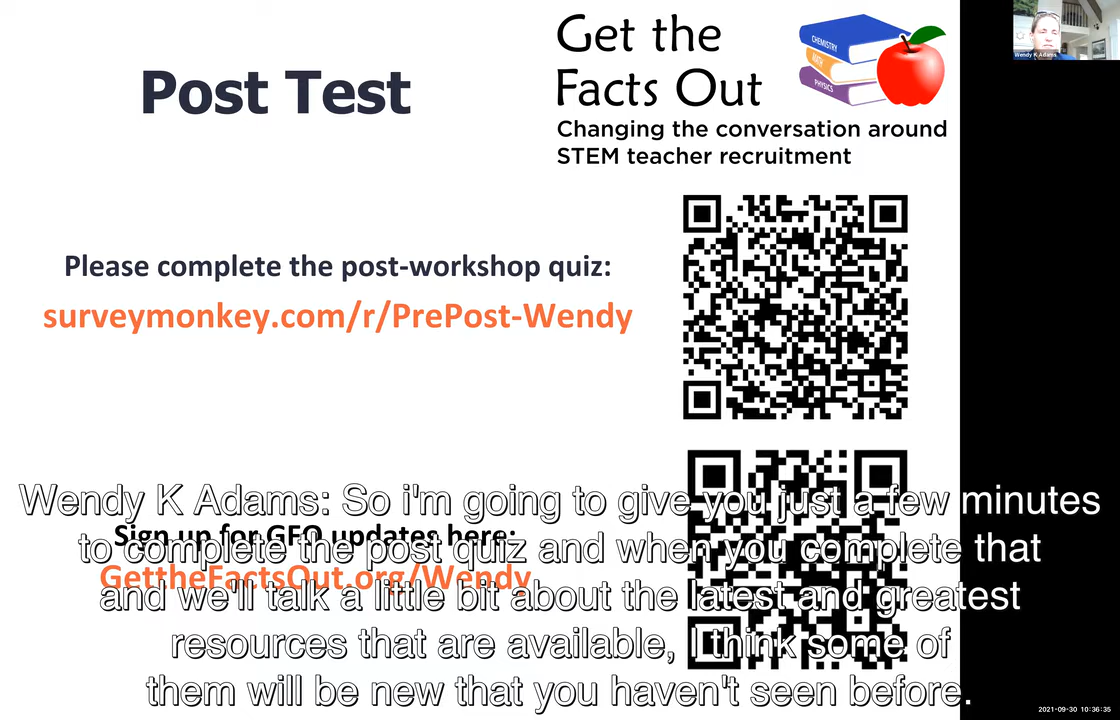 Post Test
Get the
Facts Out
CHEMISTRY
MATH
PHYSICS
Changing the conversation around
STEM teacher recruitment
Wendy K Adams
Please complete the post-workshop quiz:
surveymonkey.com/r/PrePost-Wendy
Sign up for GFO updates here:
GettheFactsOut.org/Wendy
Wendy K Adams: So i'm going to give you just a few minutes
to complete the post quiz and when you complete that
and we'll talk a little bit about the latest and greatest
resources that are available, I think some of
them will be new that you haven't seen before.
2021-09-30 10:36:35